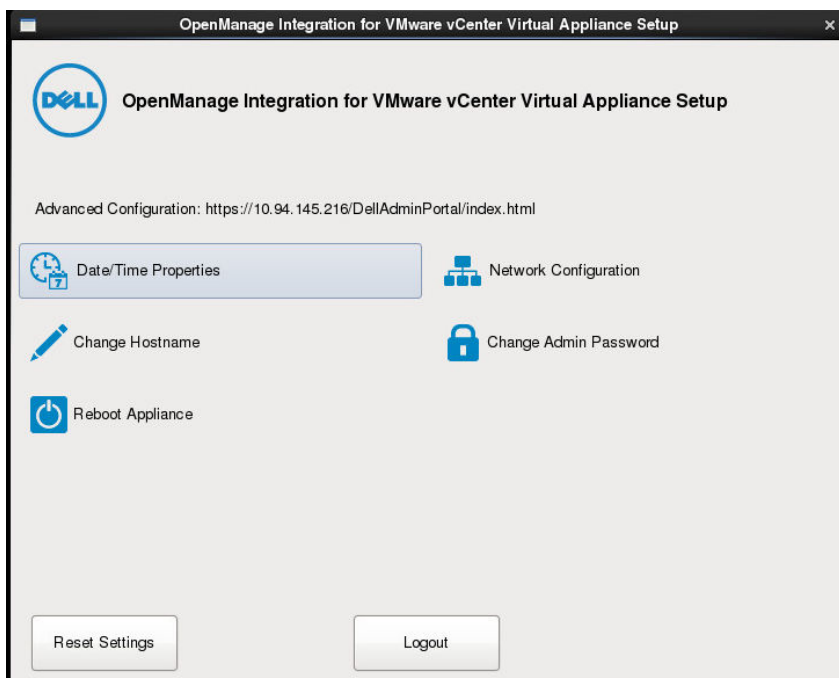 OpenManage Integration for VMware vCenter Virtual Appliance Setup
DELL
OpenManage Integration for VMware vCenter Virtual Appliance Setup
Advanced Configuration: https://10.94.145.216/DellAdminPortal/index.html
7
Date/Time Properties
Network Configuration
Change Hostname
Change Admin Password
Reboot Appliance
Reset Settings
Logout